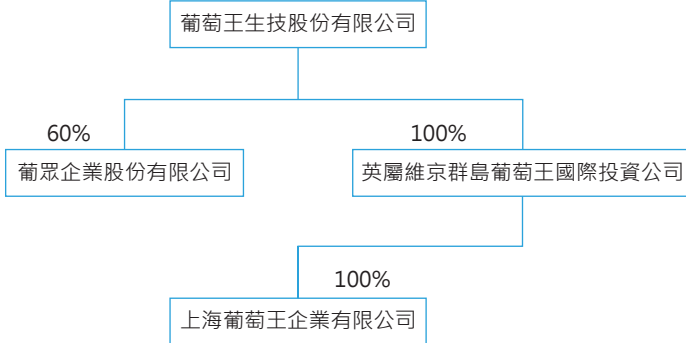 葡萄王生技股份有限公司
60%
100%
葡眾企業股份有限公司
英屬維京群島葡萄王國際投資公司
100%
上海葡萄王企業有限公司